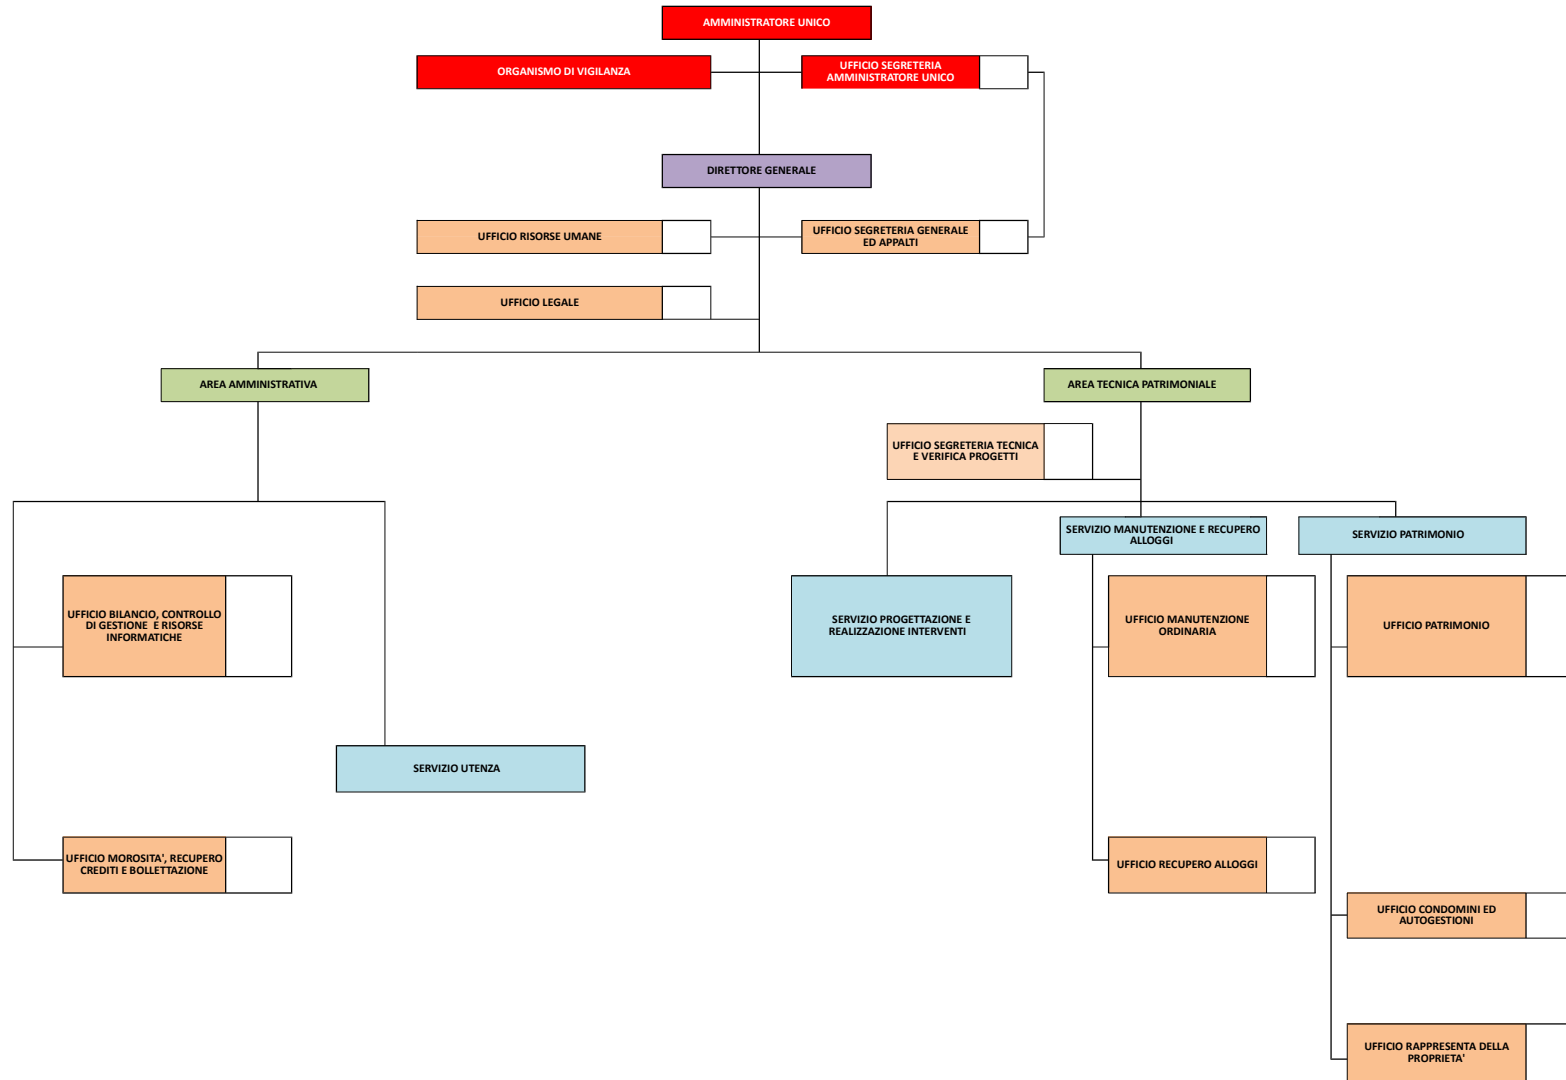 AMMINISTRATORE UNICO
ORGANISMO DI VIGILANZA
UFFICIO SEGRETERIA
AMMINISTRATORE UNICO
DIRETTORE GENERALE
UFFICIO RISORSE UMANE
UFFICIO SEGRETERIA GENERALE
ED APPALTI
UFFICIO LEGALE
AREA AMMINISTRATIVA
AREA TECNICA PATRIMONIALE
UFFICIO SEGRETERIA TECNICA
E VERIFICA PROGETTI
SERVIZIO MANUTENZIONE E RECUPERO
ALLOGGI
SERVIZIO PATRIMONIO
UFFICIO BILANCIO, CONTROLLO
DI GESTIONE E RISORSE
INFORMATICHE
SERVIZIO PROGETTAZIONE E
REALIZZAZIONE INTERVENTI
UFFICIO MANUTENZIONE
ORDINARIA
UFFICIO PATRIMONIO
SERVIZIO UTENZA
UFFICIO MOROSITA', RECUPERO
CREDITI E BOLLETTAZIONE
UFFICIO RECUPERO ALLOGGI
UFFICIO CONDOMINI ED
AUTOGESTIONI
UFFICIO RAPPRESENTA DELLA
PROPRIETA'